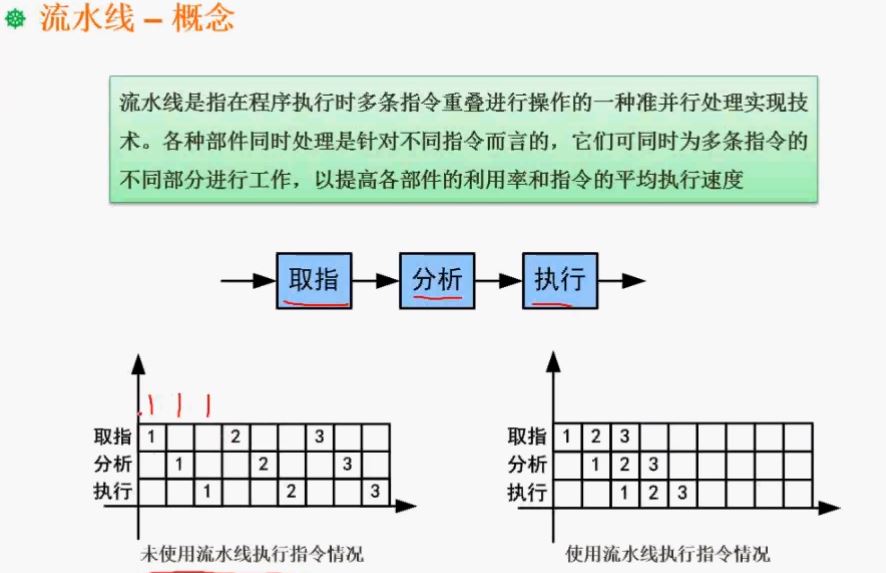 流水线 – 概念
流水线是指在程序执行时多条指令重叠进行操作的一种准并行处理实现技
术。各种部件同时处理是针对不同指令而言的，它们可同时为多条指令的
不同部分进行工作，以提高各部件的利用率和指令的平均执行速度
取指 分析 执行
取指 1 2 3
分析 1 2 3
执行 1 2 3
未使用流水线执行指令情况
取指 1 2 3
分析 1 2 3
执行 1 2 3
使用流水线执行指令情况